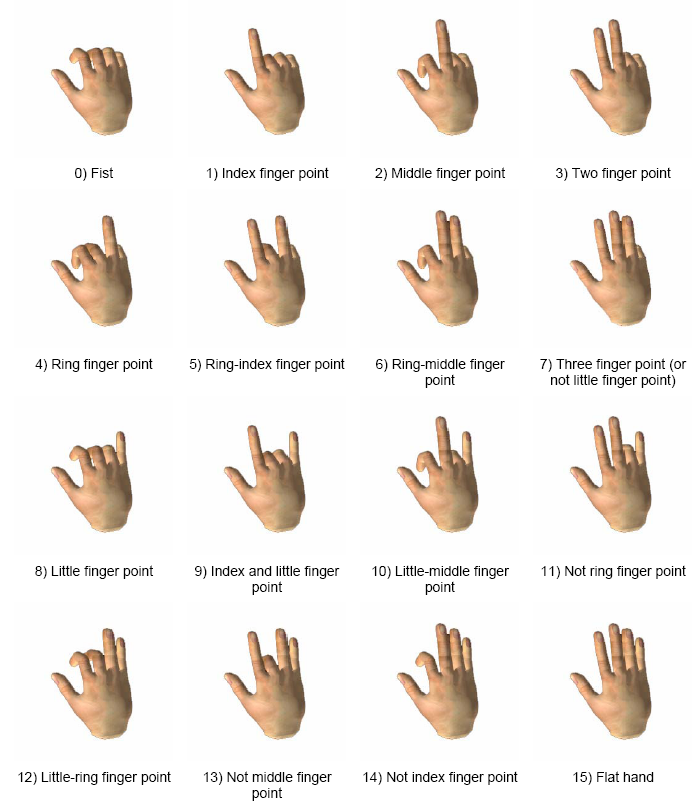 0) Fist
1) Index finger point
2) Middle finger point
3) Two finger point
4) Ring finger point
5) Ring-index finger point
6) Ring-middle finger
point
7) Three finger point (or
not little finger point)
8) Little finger point
9) Index and little finger
point
10) Little-middle finger
point
11) Not ring finger point
12) Little-ring finger point
13) Not middle finger
point
14) Not index finger point
15) Flat hand